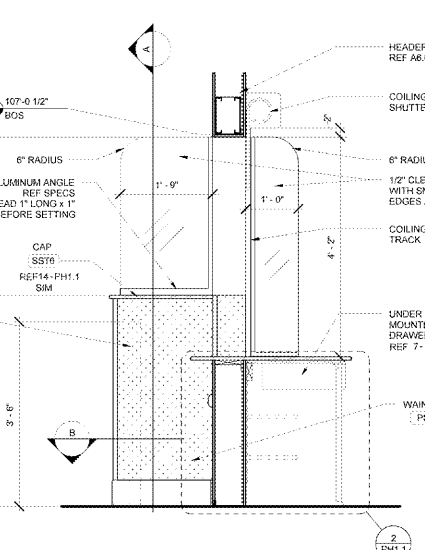 A
HEADER
REF A6.
107'-0 1/2"
BOS
COILING
SHUTTE
2"
6" RADIUS
6" RADIU
LUMINUM ANGLE
REF SPECS
EAD 1" LONG x 1"
BEFORE SETTING
1' - 9"
1' - 0"
1/2" CLE
WITH SM
EDGES
COILING
TRACK
4' - 2"
CAP
SST6
REF14-PH1.1
SIM
UNDER
MOUNTE
DRAWE
REF 7-
3' - 6"
WAIN
PS
B
2
PH1.1